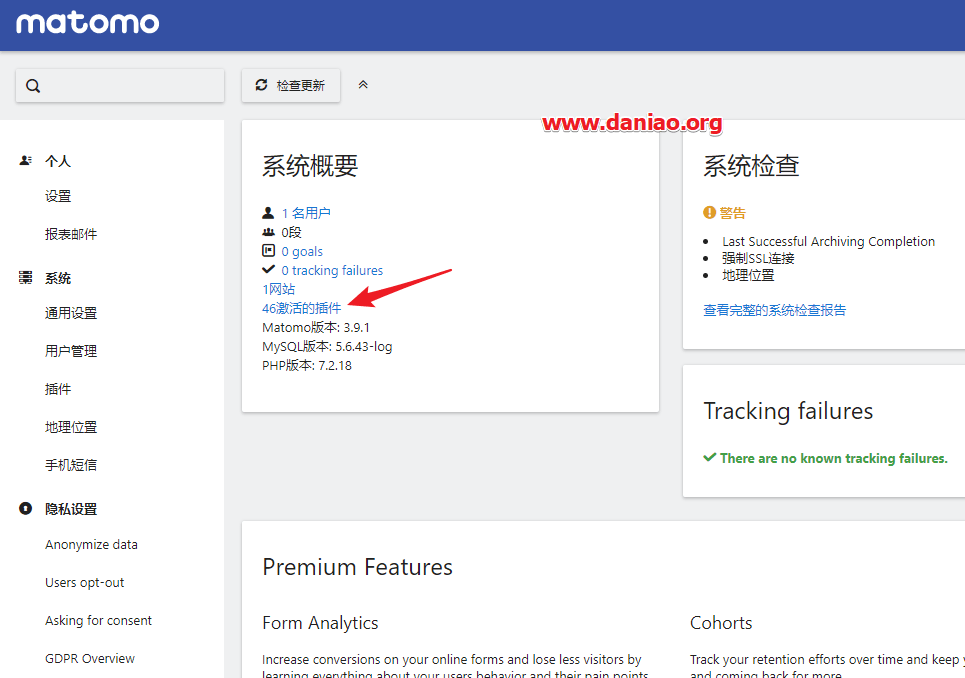 matomo
检查更新
www.daniao.org
个人
设置
报表邮件
系统
通用设置
用户管理
插件
地理位置
手机短信
隐私设置
Anonymize data
Users opt-out
Asking for consent
GDPR Overview
系统概要
1 名用户
0段
0 goals
0 tracking failures
1网站
46激活的插件
Matomo版本: 3.9.1
MySQL版本: 5.6.43-log
PHP版本: 7.2.18
系统检查
警告
Last Successful Archiving Completion
强制SSL连接
地理位置
查看完整的系统检查报告
Tracking failures
There are no known tracking failures.
Premium Features
Form Analytics
Increase conversions on your online forms and lose less visitors by
learning everything about your users behavior and their pain points
Cohorts
Track your retention efforts over time and keep
and coming back for more